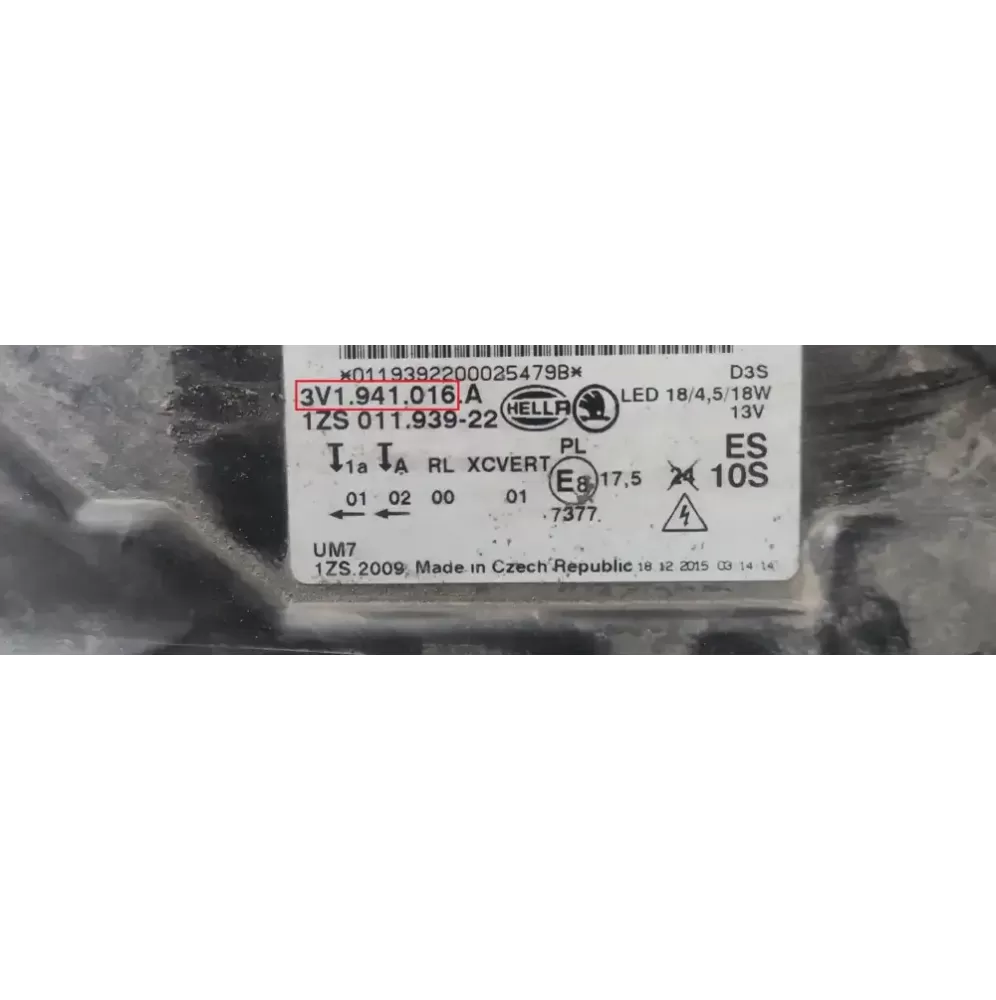 *0119392200025479B*
D3S
3V1.941.016.A
HELLA
LED 18/4,5/18W
1ZS 011.939-22
13V
PL
ES
1a A RL XCVERT
E8
17,5
24
10S
01 02 00 01
7377
UM7
1ZS.2009 Made in Czech Republic 18.12.2015 03:14:14